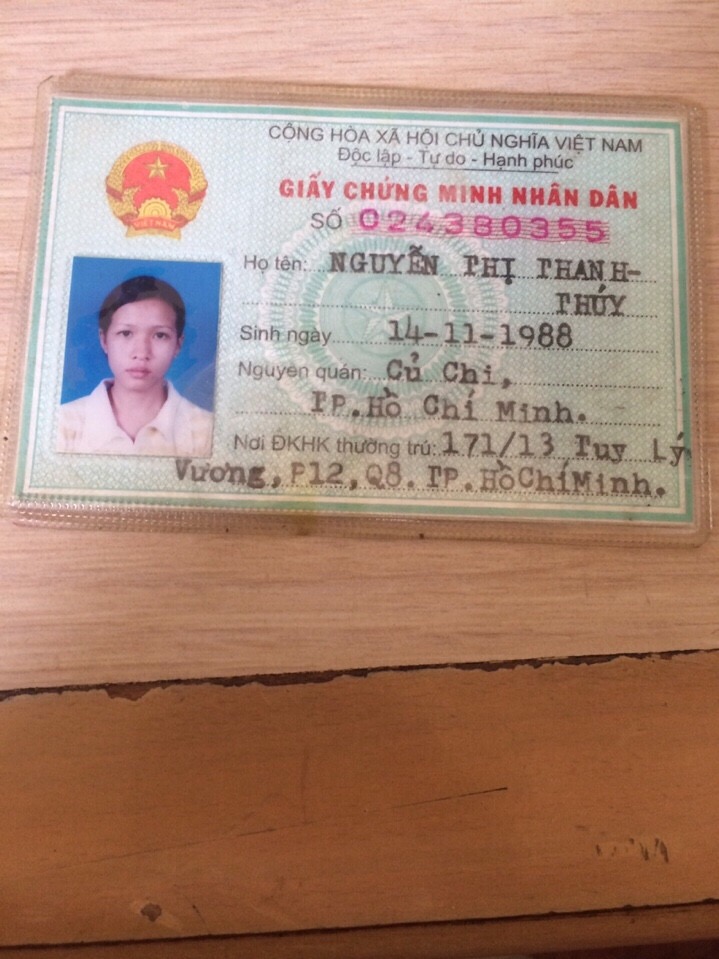 CỘNG HÒA XÃ HỘI CHỦ NGHĨA VIỆT NAM
Độc lập - Tự do - Hạnh phúc
GIẤY CHỨNG MINH NHÂN DÂN
SỐ 024380355
VIỆT NAM
Họ tên: NGUYỄN THỊ THANH-
THÚY
Sinh ngày 14-11-1988
Nguyên quán: Củ Chi,
TP.Hồ Chí Minh.
Nơi ĐKHK thường trú: 171/13 Tuy Lý
Vương, P12, Q8. TP.HồChíMinh.